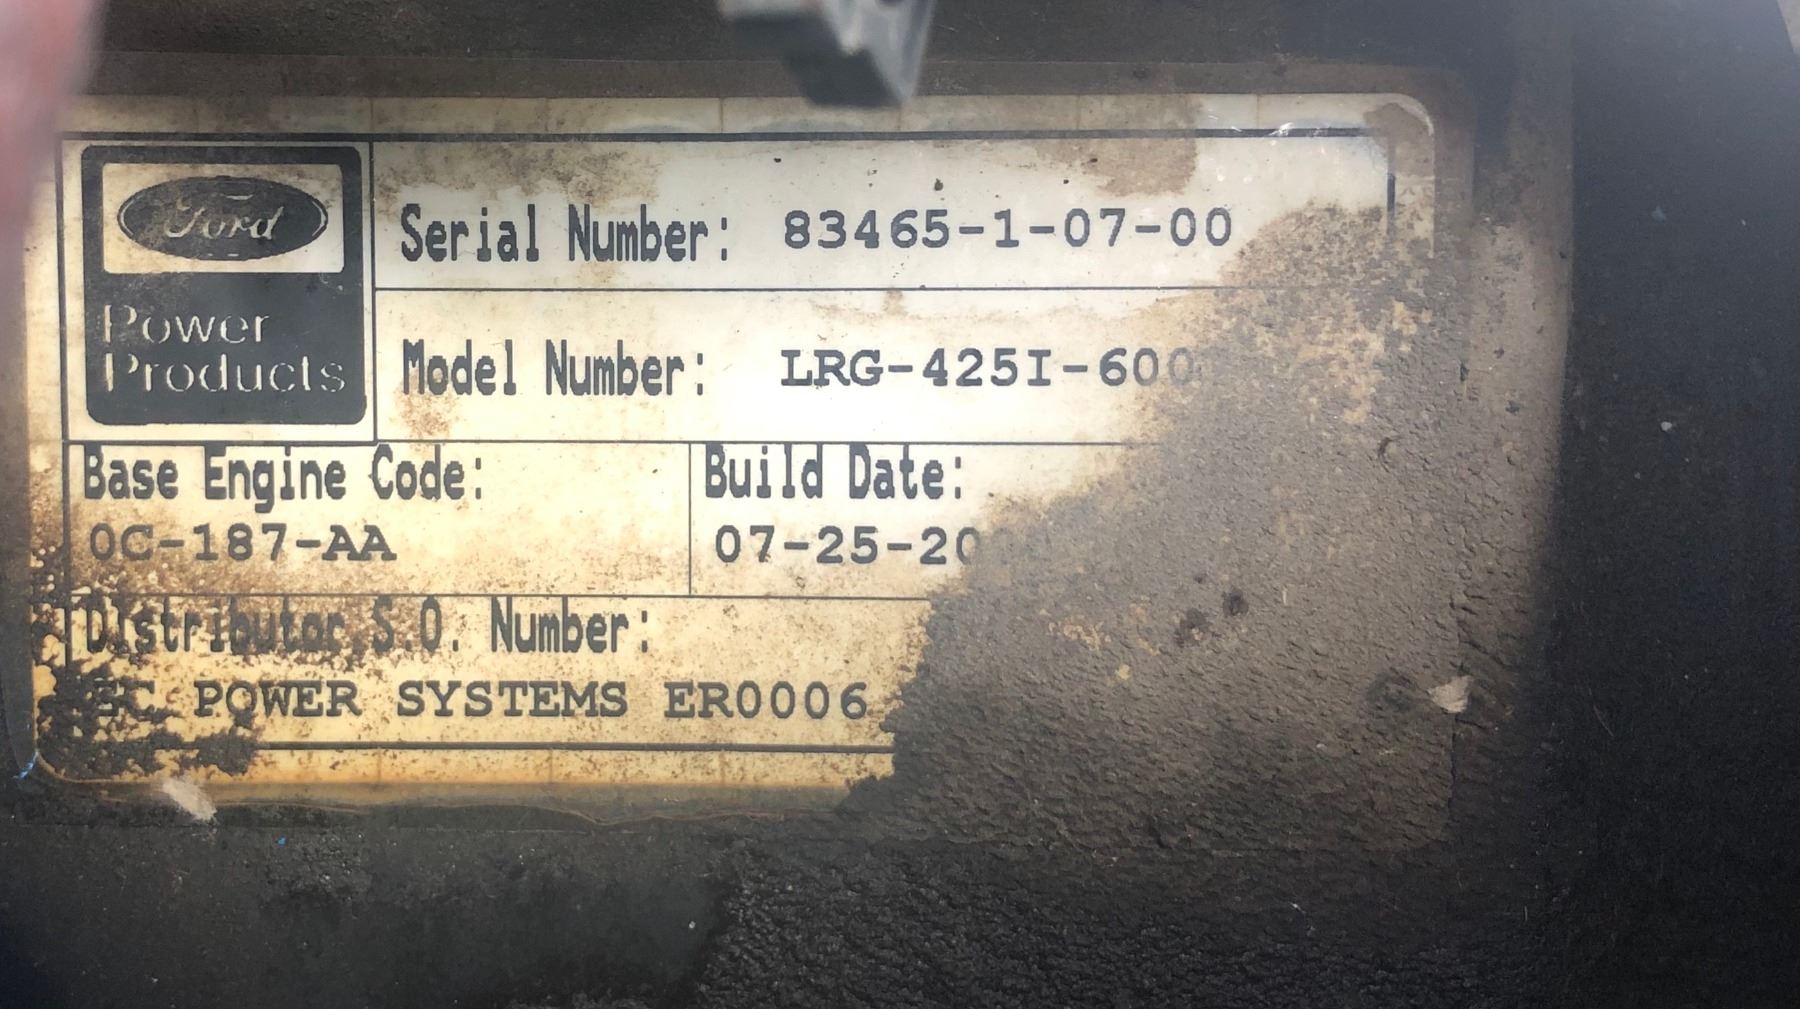 Ford
Power
Products
Serial Number: 83465-1-07-00
Model Number: LRG-425I-600
Base Engine Code:
0C-187-AA
Build Date:
07-25-20
Distributor S.O. Number:
POWER SYSTEMS ER0006